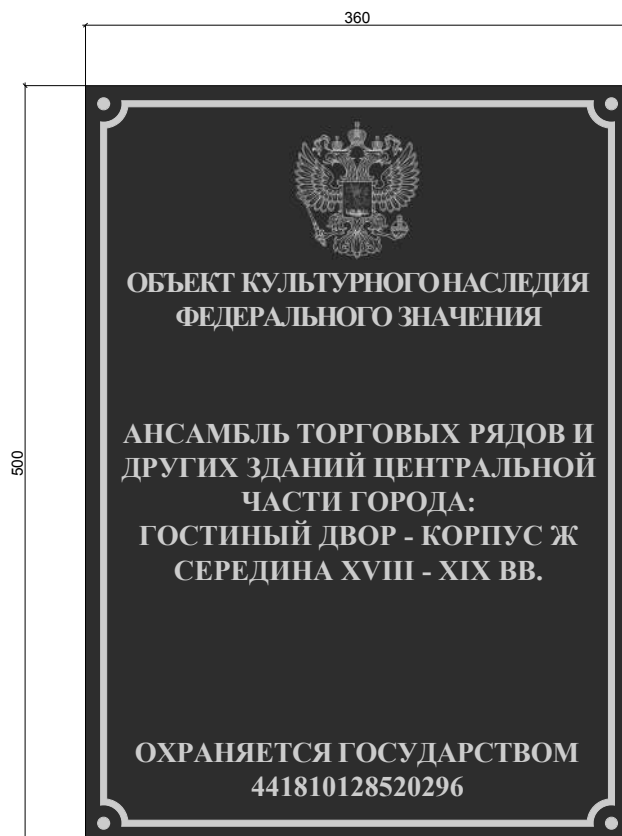 360
500
ОБЪЕКТ КУЛЬТУРНОГО НАСЛЕДИЯ
ФЕДЕРАЛЬНОГО ЗНАЧЕНИЯ
АНСАМБЛЬ ТОРГОВЫХ РЯДОВ И
ДРУГИХ ЗДАНИЙ ЦЕНТРАЛЬНОЙ
ЧАСТИ ГОРОДА:
ГОСТИНЫЙ ДВОР - КОРПУС Ж
СЕРЕДИНА XVIII - XIX ВВ.
ОХРАНЯЕТСЯ ГОСУДАРСТВОМ
441810128520296